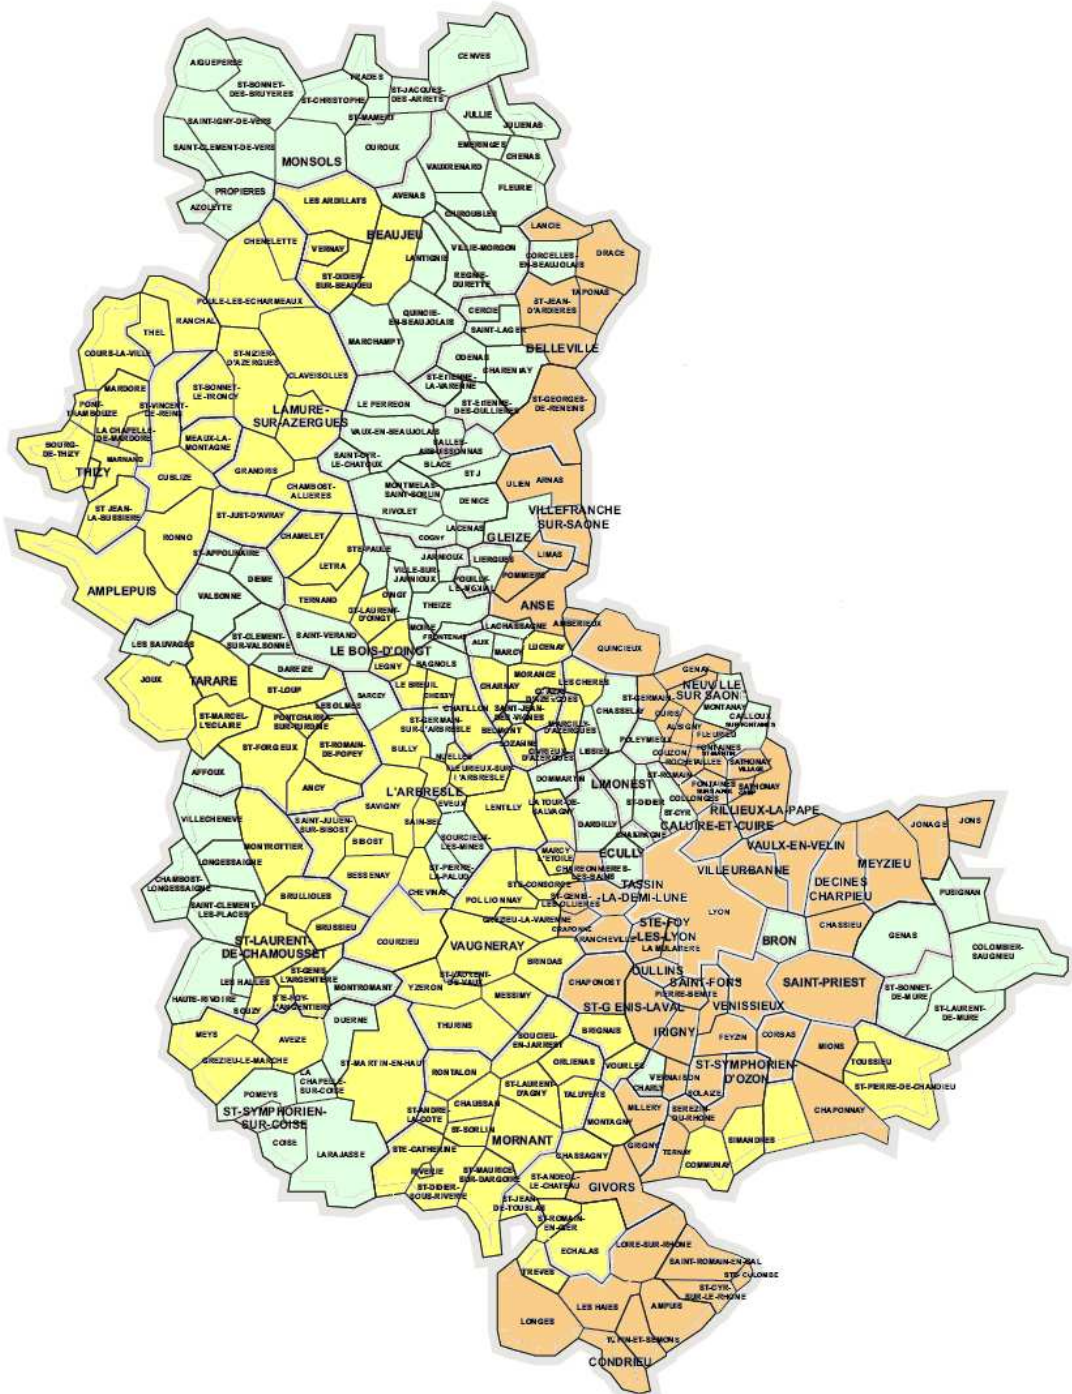 CENVES
AIGUEPERSE
TRADES
ST-BONNET-
DES-BRUYERES
ST-JACQUES-
DES-ARRETS
ST-CHRISTOPHE
ST-MAMERT
JULLIE
JULIENAS
SAINT-IGNY-DE-VERS
SAINT-CLEMENT-DE-VERS
OUROUX
EMERINGES
CHENAS
MONSOLS
VAUXRENARD
FLEURIE
PROPIERES
AVENAS
AZOLETTE
LES ARDILLATS
CHIROUBLES
LANCIE
CHENELETTE
BEAUJEU
VERNAY
VILLIE-MORGON
DRACE
LANTIGNE
CORCELLES-
EN-BEAUJOLAIS
ST-DIDIER-
SUR-BEAUJEU
REGNIE-
DURETTE
TAPONAS
POULE-LES-ECHARMEAUX
ST-JEAN-
D'ARDIERES
CERCIE
QUINCIE-
EN-BEAUJOLAIS
RANCHAL
THEL
SAINT-LAGER
MARCHAMPT
BELLEVILLE
COURS-LA-VILLE
ST-NIZIER-
D'AZERGUES
ODENAS
CHARENTAY
CLAVEISOLLES
ST-ETIENNE-
LA-VARENNE
MARDORE
ST-BONNET-
LE-TRONCY
ST-VINCENT-
DE-REINS
PONT-
TRAMBOUZE
LE PERREON
ST-ETIENNE-
DES-OULLIERES
ST-GEORGES-
DE-RENEINS
LAMURE-
SUR-AZERGUES
LA CHAPELLE-
DE-MARDORE
VAUX-EN-BEAUJOLAIS
MEAUX-LA-
MONTAGNE
BOURG-
DE-THIZY
SALLES-
ARBUISSONNAS
MARNAND
SAINT-CYR-
LE-CHATOUX
BLACE
THIZY
CUBLIZE
GRANDRIS
ST J
ULIEN
ARNAS
CHAMBOST-
ALLIERES
MONTMELAS-
SAINT-SORLIN
DENICE
ST JEAN-
LA-BUSSIERE
ST-JUST-D'AVRAY
RIVOLET
VILLEFRANCHE
SUR-SAONE
LACENAS
RONNO
CHAMELET
COGNY
GLEIZE
ST-APPOLINAIRE
STE-PAULE
JARNIOUX
LIERGUES
LIMAS
LETRA
VILLE-SUR-
JARNIOUX
POMMIERS
DIEME
AMPLEPUIS
VALSONNE
TERNAND
OINGT
THEIZE
ANSE
ST-LAURENT
D'OINGT
MOIRE
LACHASSAGNE
AMBERIEUX
LES SAUVAGES
ST-CLEMENT-
SUR-VALSONNE
SAINT-VERAND
FRONTENAS
AUX
MARCY
LUCENAY
QUINCIEUX
LE BOIS-D'OINGT
DAREIZE
LEGNY
BAGNOLS
JOUX
TARARE
ST-LOUP
LE BREUIL
CHARNAY
MORANCE
LES CHERES
GENAY
NEUVILLE
SUR SAON
SARCEY
CHESSY
LES OLMES
CHATILLON
SAINT-JEAN-
DES-VIGNES
ST-GERMAIN
CHASSELAY
CURIS
MONTANAY
ST-MARCEL-
L'ECLAIRE
PONTCHARRA-
SUR-TURDINE
ST-GERMAIN-
SUR-L'ARBRESLE
BELMONT
MARCILLY-
D'AZERGUES
CAILLOUX
FLEURIEU
POLEYMIEUX
ST-FORGEUX
ST-ROMAIN-
DE-POPEY
BULLY
LOZANNE
LISSIEU
COUZON
NUELLES
FLEURIEUX-SUR-
L'ARBRESLE
ROCHETAILLEE
SATHONAY
VILLAGE
AFFOUX
DOMMARTIN
LIMONEST
ST-ROMAIN
ANCY
L'ARBRESLE
FONTAINES
SATHONAY
EVEUX
LENTILLY
LA TOUR-DE-
SALVAGNY
ST-DIDIER
COLLONGES
SAVIGNY
SAIN-BEL
ST-CYR
RILLIEUX-LA-PAPE
VILLECHENEVE
SAINT-JULIEN-
SUR-BIBOST
DARDILLY
CALUIRE-ET-CUIRE
JONAGE
JONS
BIBOST
SOURCIEUX-
LES-MINES
CHAMPAGNE
MONTROTTIER
ECULLY
VAULX-EN-VELIN
LONGESSAIGNE
MARCY
L'ETOILE
BESSENAY
ST-PIERRE-
LA-PALUD
CHARBONNIERES-
LES-BAINS
VILLEURBANNE
MEYZIEU
CHAMBOST-
LONGESSAIGNE
CHEVINAY
STE-CONSORCE
TASSIN
-LA-DEMI-LUNE
DECINES
CHARPIEU
PUSIGNAN
BRULLIOLES
POLLIONNAY
ST-GENIS-
LES-OLLIERES
SAINT-CLEMENT-
LES-PLACES
LYON
GREZIEU-LA-VARENNE
STE-FOY
-LES-LYON
BRUSSIEU
CRAPONNE
CHASSIEU
GENAS
FRANCHEVILLE
ST-LAURENT-
DE-CHAMOUSSET
COURZIEU
VAUGNERAY
LA MULATIERE
BRON
COLOMBIER-
SAUGNIEU
BRINDAS
ST-GENIS-
L'ARGENTIERE
OULLINS
LES HALLES
ST-LAURENT-
DE-VAUX
CHAPONOST
SAINT-FONS
SAINT-PRIEST
HAUTE-RIVOIRE
MONTROMANT
YZERON
PIERRE-BENITE
ST-BONNET-
DE-MURE
SOUZY
STE-FOY-
L'ARGENTIERE
MESSIMY
ST-G ENIS-LAVAL
VENISSIEUX
ST-LAURENT-
DE-MURE
DUERNE
THURINS
BRIGNAIS
IRIGNY
MEYS
AVEIZE
SOUCIEU-
EN-JARREST
FEYZIN
CORBAS
MIONS
GREZIEU-LE-MARCHE
ST-MARTIN-EN-HAUT
ORLIENAS
VOURLES
TOUSSIEU
LA
CHAPELLE-
SUR-COISE
RONTALON
ST-SYMPHORIEN
D'OZON
VERNAISON
CHARLY
ST-PIERRE-DE-CHANDIEU
POMEYS
ST-LAURENT-
D'AGNY
TALUYERS
SOLAIZE
CHAUSSAN
MILLERY
ST-SYMPHORIEN-
SUR-COISE
ST-ANDRE-
LA-COTE
SEREZIN-
DU-RHONE
CHAPONNAY
ST-SORLIN
MONTAGNY
COISE
MORNANT
SIMANDRES
LARAJASSE
STE-CATHERINE
CHASSAGNY
GRIGNY
TERNAY
COMMUNAY
RIVERIE
ST-MAURICE-
SUR-DARGOIRE
ST-ANDEOL-
LE-CHATEAU
ST-DIDIER-
SOUS-RIVERIE
GIVORS
ST-JEAN-
DE-TOUSLAS
ST-ROMAIN-
EN-GIER
ECHALAS
LOIRE-SUR-RHONE
SAINT-ROMAIN-EN-GAL
TREVES
STE- COLOMBE
ST-CYR-
SUR-LE-RHONE
LES HAIES
AMPUIS
LONGES
TUPIN-ET-SEMONS
CONDRIEU